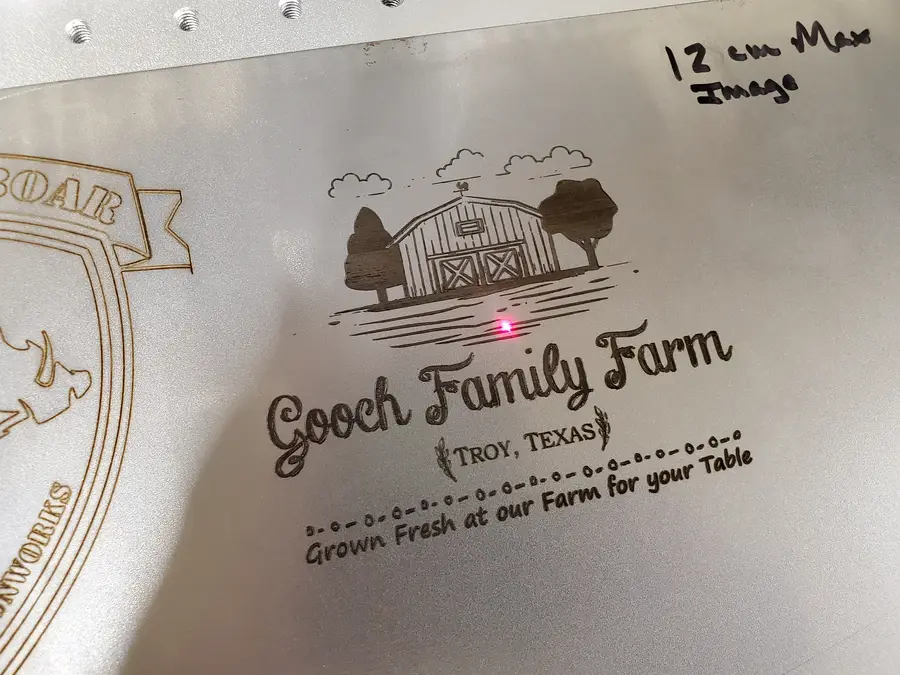 12 cm Max
Image
BOAR
Gooch Family Farm
TROY, TEXAS
Grown Fresh at our Farm for your Table